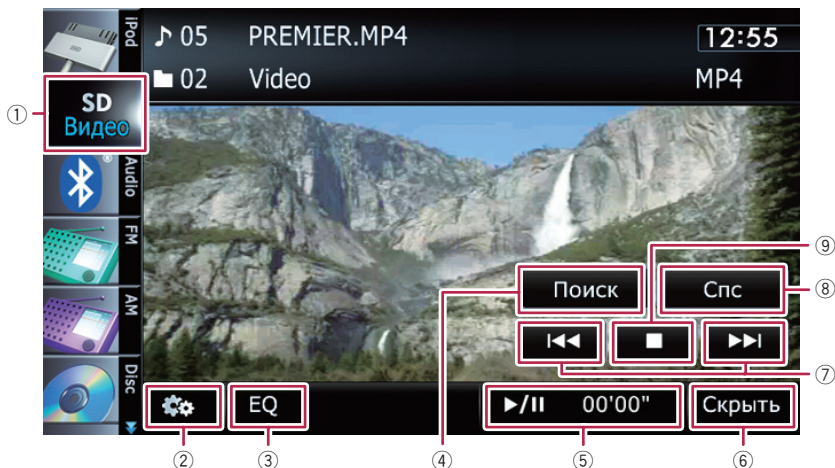 iPod
♪ 05 PREMIER.MP4 12:55
02 Video MP4
① SD
Видео
® Audio
FM
AM
Disc
⑨
Поиск Спс ⑧
⑦
EQ ▶/II 00'00" Скрыть
② ③ ④ ⑤ ⑥